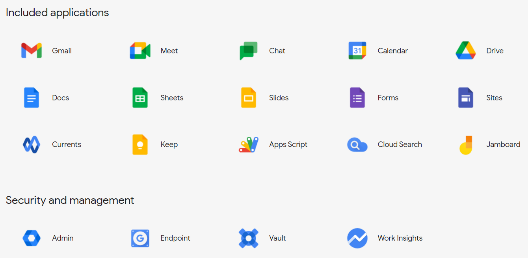 Included applications
Gmail Meet Chat Calendar Drive
Docs Sheets Sildes Forms Sites
Currents Keep Apps Script Cloud Search Jamboard
Security and management
Admin Endpoint Vault Work Insights